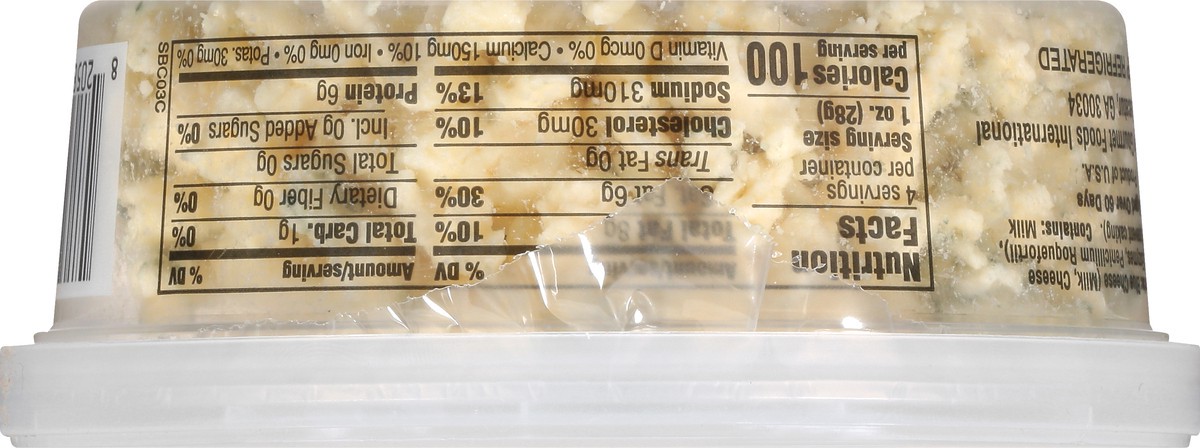 Nutrition
Facts
4 servings
per container
Serving size
1 oz. (28g)
Calories 100
per serving
Amount/serving % DV
Total Fat 8g 10%
Sat Fat 6g 30%
Trans Fat 0g
Cholesterol 30mg 10%
Sodium 310mg 13%
Amount/serving % DV
Total Carb. 1g 0%
Dietary Fiber 0g 0%
Total Sugars 0g
Incl. 0g Added Sugars 0%
Protein 6g
Vitamin D 0mcg 0% • Calcium 150mg 10% • Iron 0mg 0% • Potas. 30mg 0%
SBC03C
Blue Cheese (Milk, Cheese
Penicillium Roqueforti),
Contains: Milk
Over 60 Days
Product of U.S.A.
Foods International
GA 30034
REFRIGERATED
8